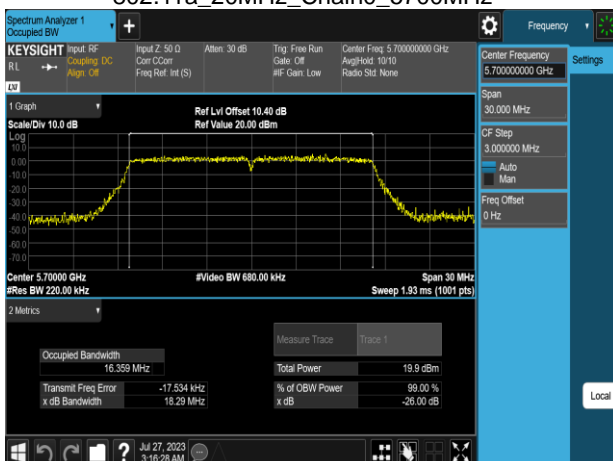 802.11a_20MHz_Chain0_5700MHz
Spectrum Analyzer 1
Occupied BW
Frequency
KEYSIGHT
RL
Input: RF
Coupling: DC
Align: Off
Input Z: 50 Ω
Corr CCorr
Freq Ref: Int (S)
Atten: 30 dB
Trig: Free Run
Gate: Off
#IF Gain: Low
Center Freq: 5.700000000 GHz
Avg|Hold: 10/10
Radio Std: None
LXI
Center Frequency
5.700000000 GHz
Settings
Span
30.000 MHz
CF Step
3.000000 MHz
Auto
Man
Freq Offset
0 Hz
1 Graph
Scale/Div 10.0 dB
Ref Lvl Offset 10.40 dB
Ref Value 20.00 dBm
Log
10.0
0.00
-10.0
-20.0
-30.0
-40.0
-50.0
-60.0
-70.0
Center 5.70000 GHz
#Video BW 680.00 kHz
Span 30 MHz
#Res BW 220.00 kHz
Sweep 1.93 ms (1001 pts)
2 Metrics
Measure Trace
Trace 1
Occupied Bandwidth
16.359 MHz
Total Power
19.9 dBm
Transmit Freq Error
-17.534 kHz
% of OBW Power
99.00 %
x dB Bandwidth
18.29 MHz
x dB
-26.00 dB
Local
Jul 27, 2023
3:16:28 AM